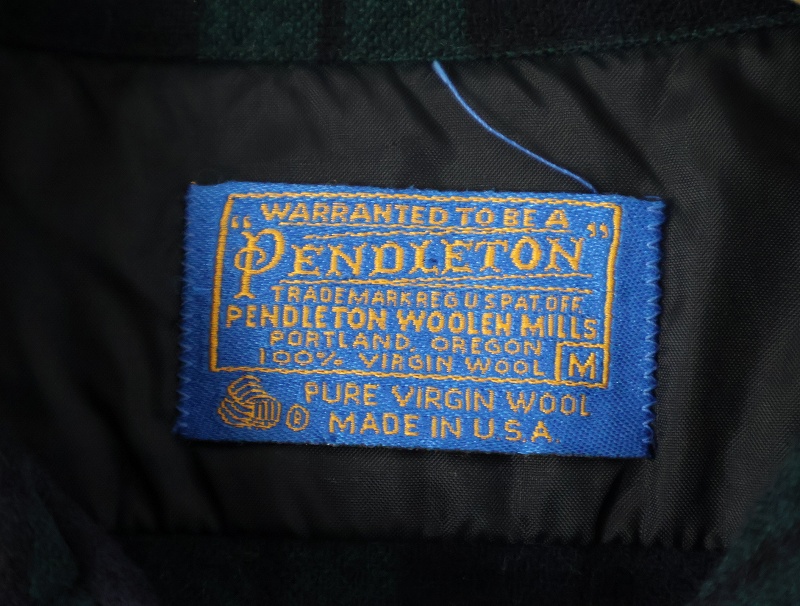 WARRANTED TO BE A
"PENDLETON"
TRADEMARK REG U S PAT OFF.
PENDLETON WOOLEN MILLS
PORTLAND, OREGON
100% VIRGIN WOOL M
PURE VIRGIN WOOL
® MADE IN U.S.A.